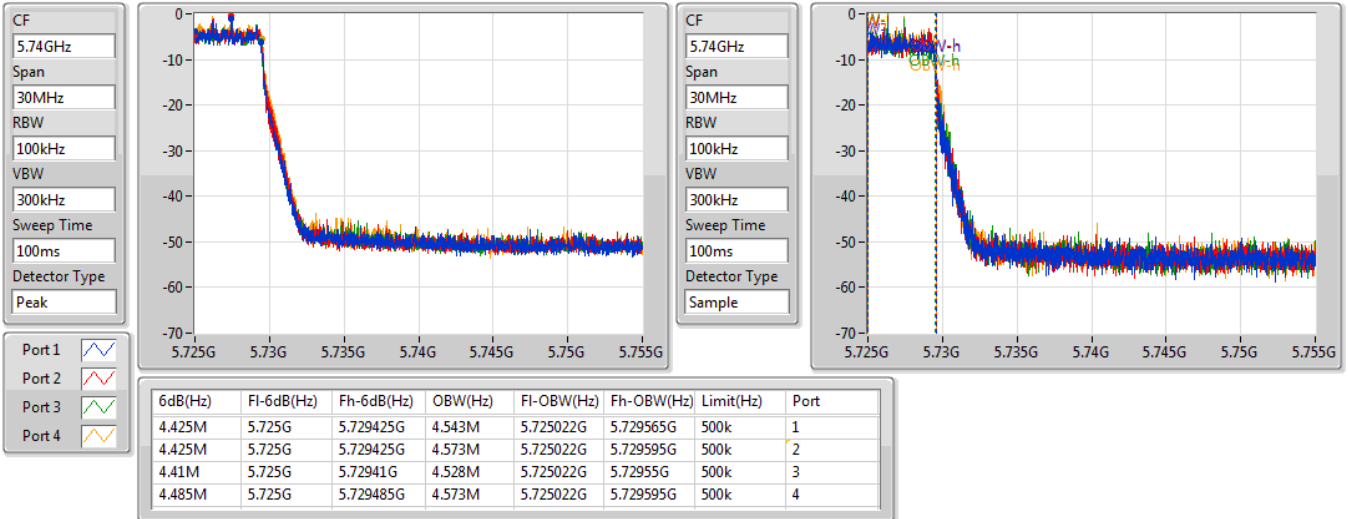 CF
5.74GHz
Span
30MHz
RBW
100kHz
VBW
300kHz
Sweep Time
100ms
Detector Type
Peak
0
-10
-20
-30
-40
-50
-60
-70
5.725G 5.73G 5.735G 5.74G 5.745G 5.75G 5.755G
CF
5.74GHz
Span
30MHz
RBW
100kHz
VBW
300kHz
Sweep Time
100ms
Detector Type
Sample
0
-10
-20
-30
-40
-50
-60
-70
OBW-h
OBW-h
5.725G 5.73G 5.735G 5.74G 5.745G 5.75G 5.755G
Port 1
Port 2
Port 3
Port 4
6dB(Hz) Fl-6dB(Hz) Fh-6dB(Hz) OBW(Hz) Fl-OBW(Hz) Fh-OBW(Hz) Limit(Hz) Port
4.425M 5.725G 5.729425G 4.543M 5.725022G 5.729565G 500k 1
4.425M 5.725G 5.729425G 4.573M 5.725022G 5.729595G 500k 2
4.41M 5.725G 5.72941G 4.528M 5.725022G 5.72955G 500k 3
4.485M 5.725G 5.729485G 4.573M 5.725022G 5.729595G 500k 4